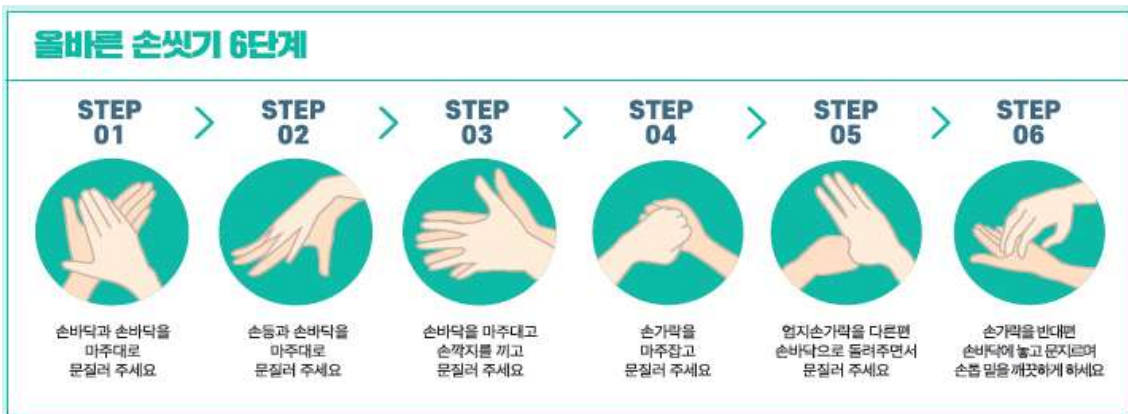 올바른 손씻기 6단계
STEP
01
STEP
02
STEP
03
STEP
04
STEP
05
STEP
06
손바닥과 손바닥을
마주대로
문질러 주세요
손등과 손바닥을
마주대로
문질러 주세요
손바닥을 마주대고
손깍지를 끼고
문질러 주세요
손가락을
마주잡고
문질러 주세요
엄지손가락을 다른편
손바닥으로 돌려주면서
문질러 주세요
손가락을 반대편
손바닥에 놓고 문지르며
손톱 밑을 깨끗하게 하세요